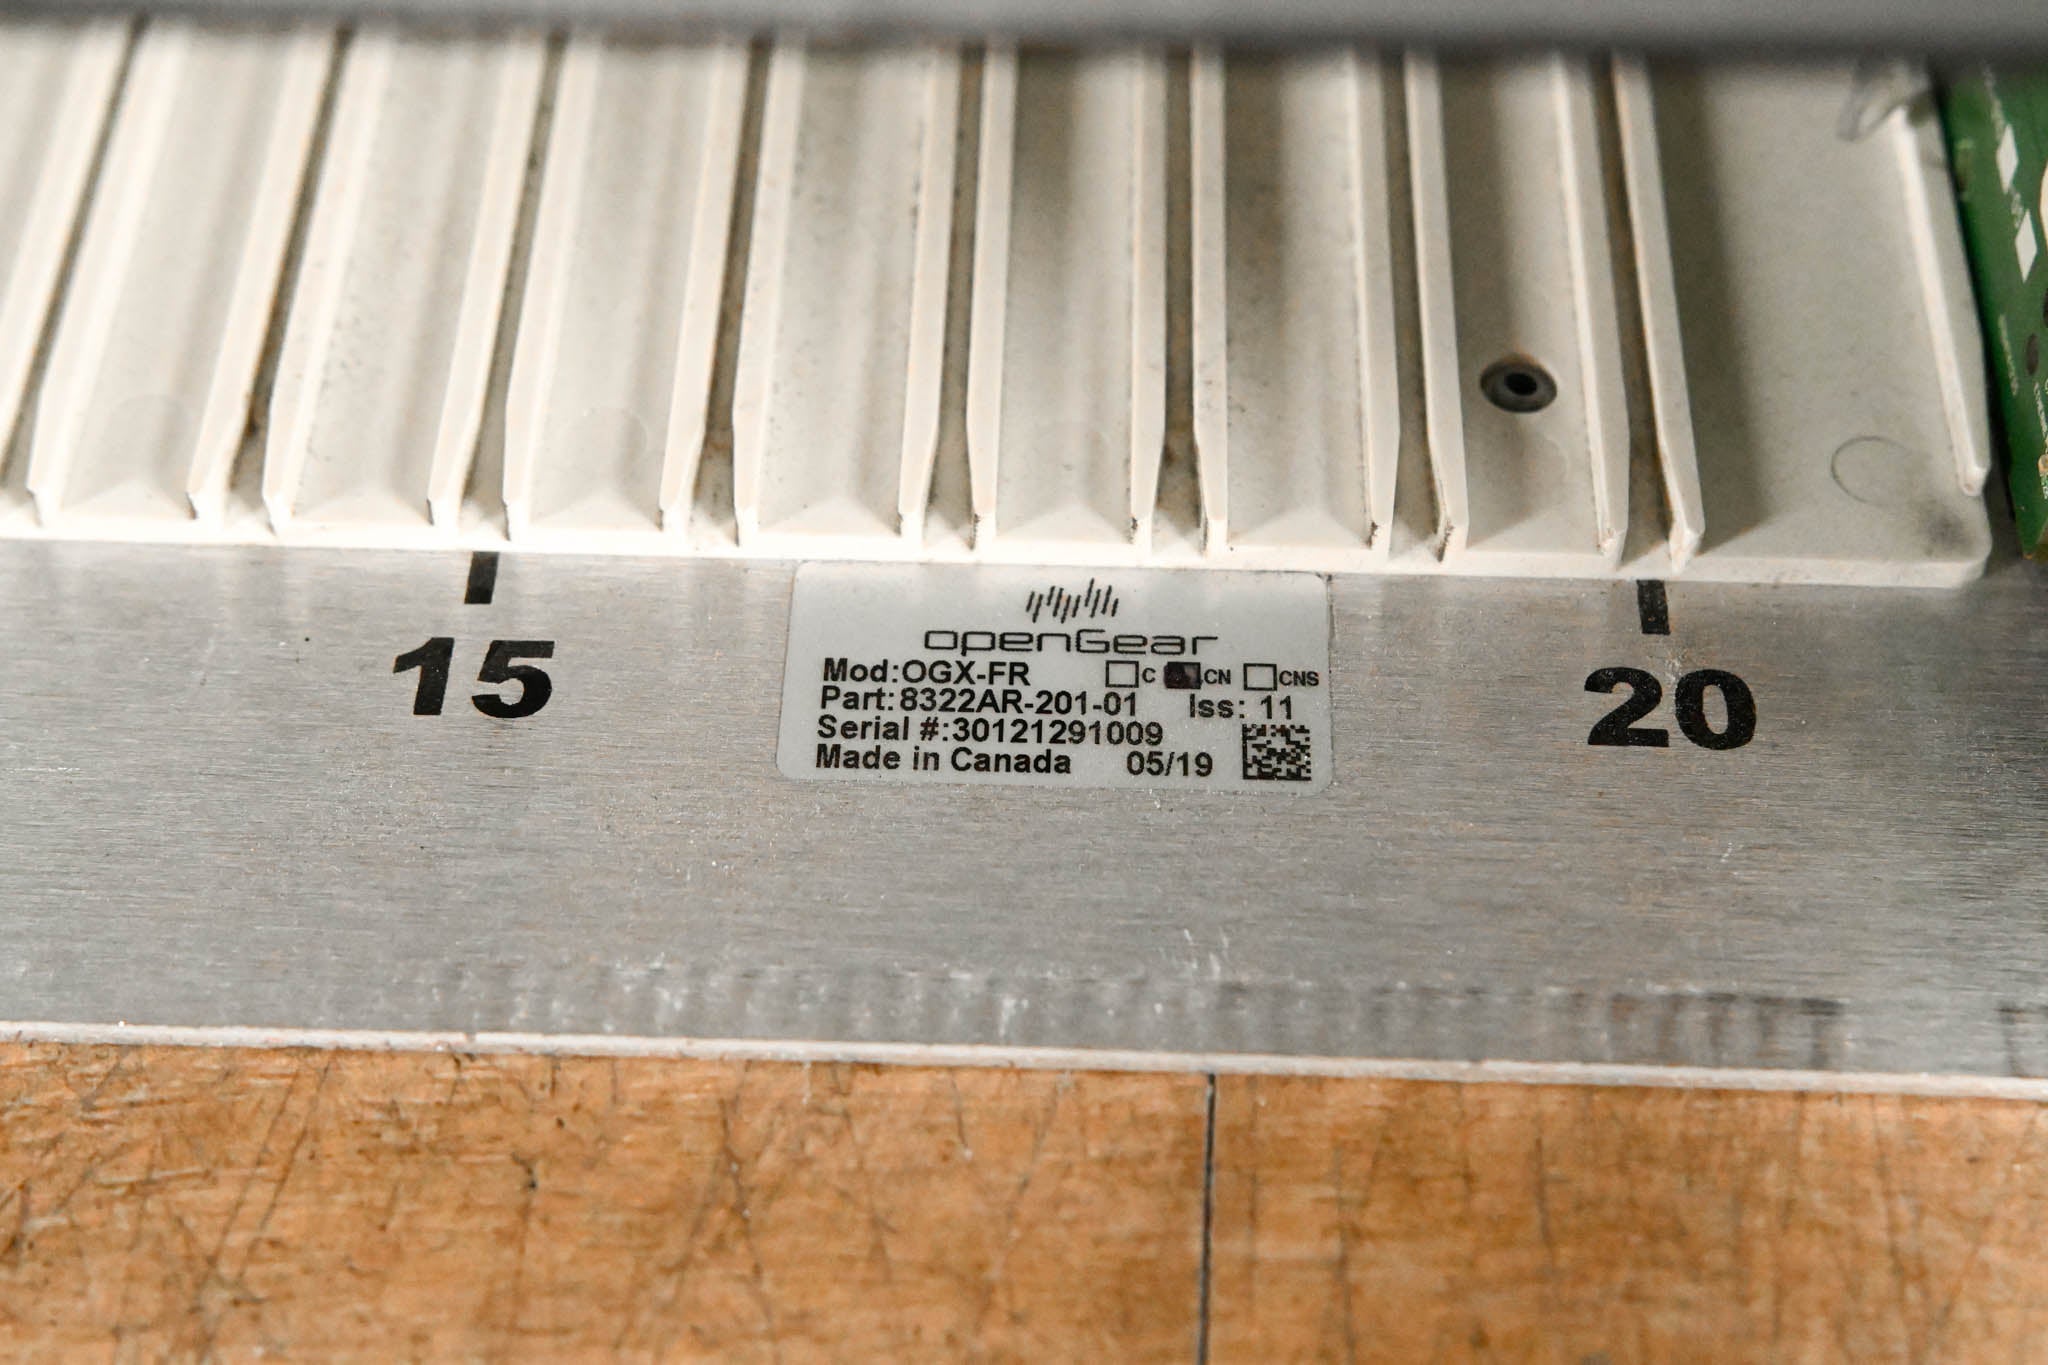 15
openGear
Mod:OGX-FR C CN CNS
Part:8322AR-201-01 Iss: 11
Serial #:30121291009
Made in Canada 05/19
20